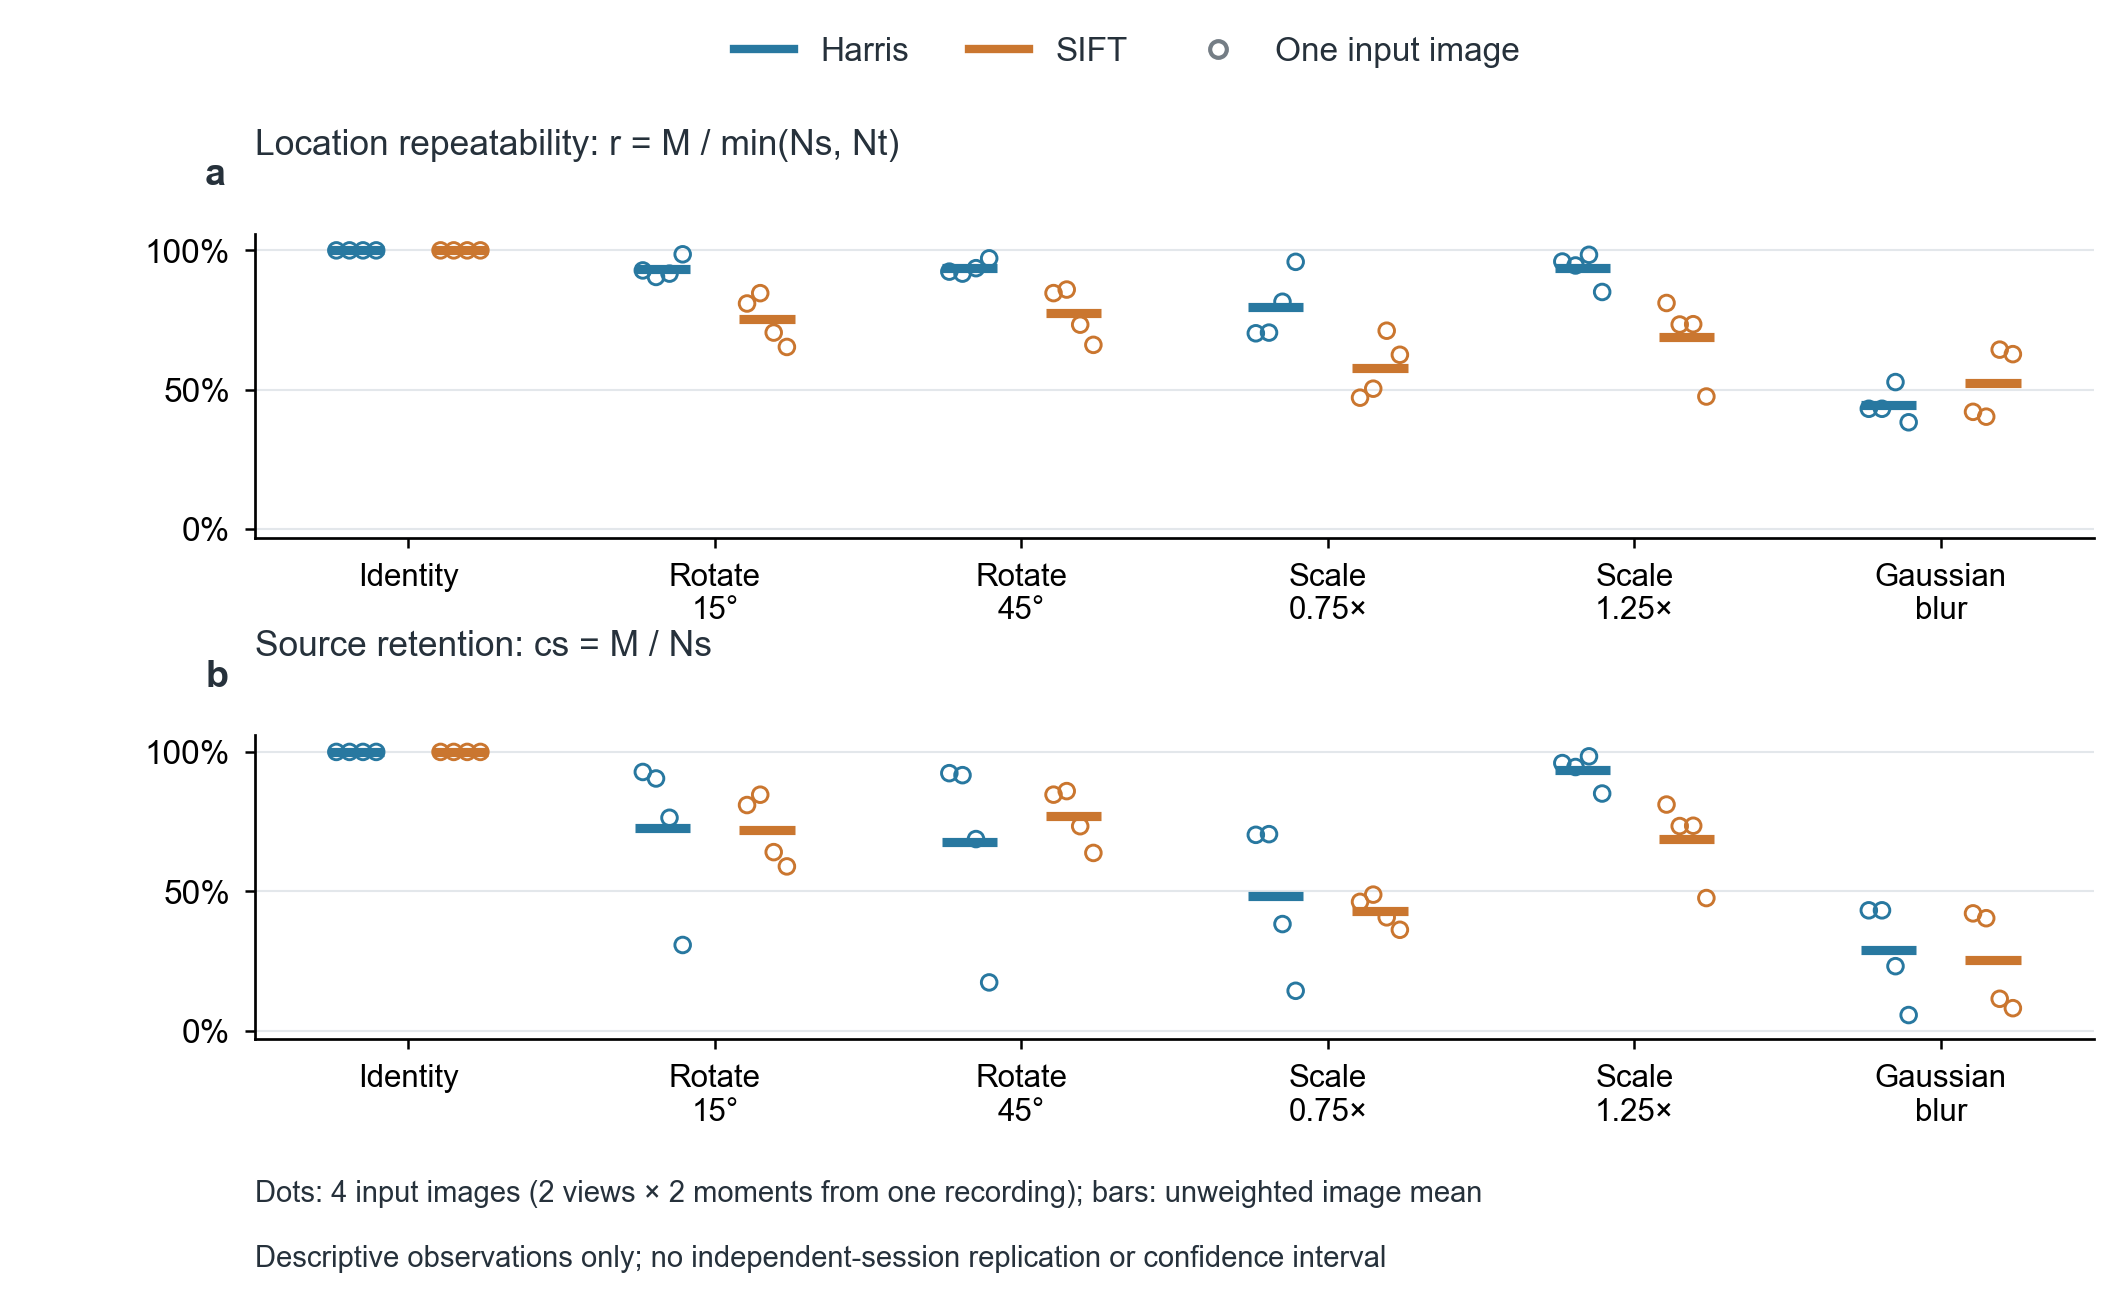 Harris SIFT One input image
Location repeatability: r = M / min(Ns, Nt)
a
100%
50%
0%
Identity Rotate Rotate Scale Scale Gaussian
15° 45° 0.75× 1.25× blur
Source retention: cs = M / Ns
b
100%
50%
0%
Identity Rotate Rotate Scale Scale Gaussian
15° 45° 0.75× 1.25× blur
Dots: 4 input images (2 views × 2 moments from one recording); bars: unweighted image mean
Descriptive observations only; no independent-session replication or confidence interval